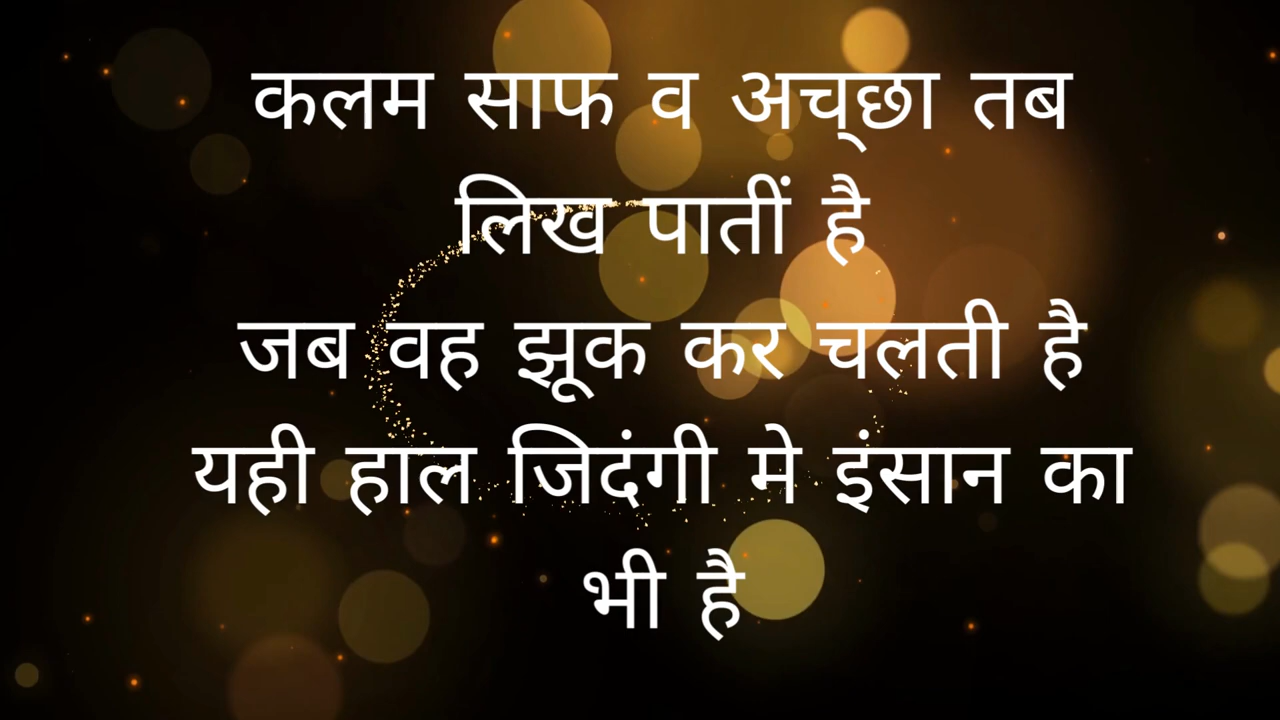 कलम साफ व अच्‌छा तब
लिख पातीं है
जब वह झूक कर चलती है
यही हाल जिदंगी मे इंसान का
भी है